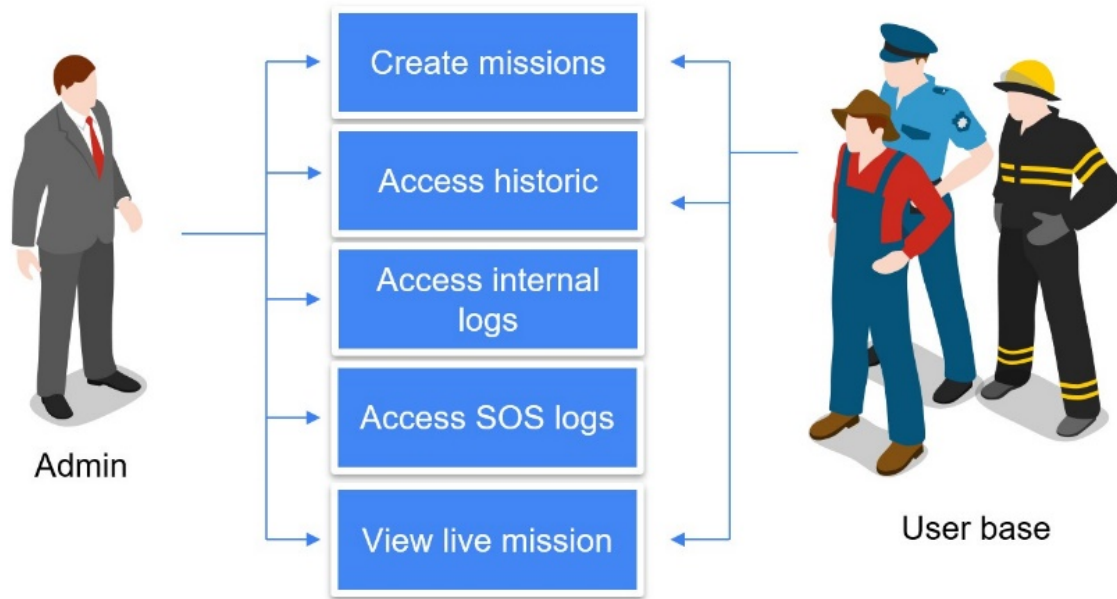 Create missions
Access historic
Access internal
logs
Access SOS logs
View live mission
Admin
User base